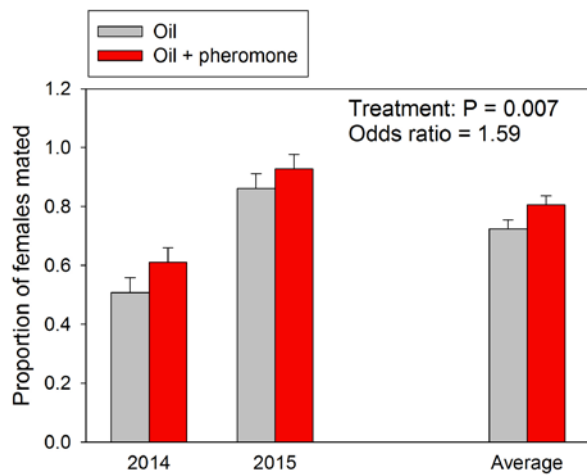 Oil
Oil + pheromone
Treatment: P = 0.007
Odds ratio = 1.59
Proportion of females mated
1.2
1.0
0.8
0.6
0.4
0.2
0.0
2014 2015 Average